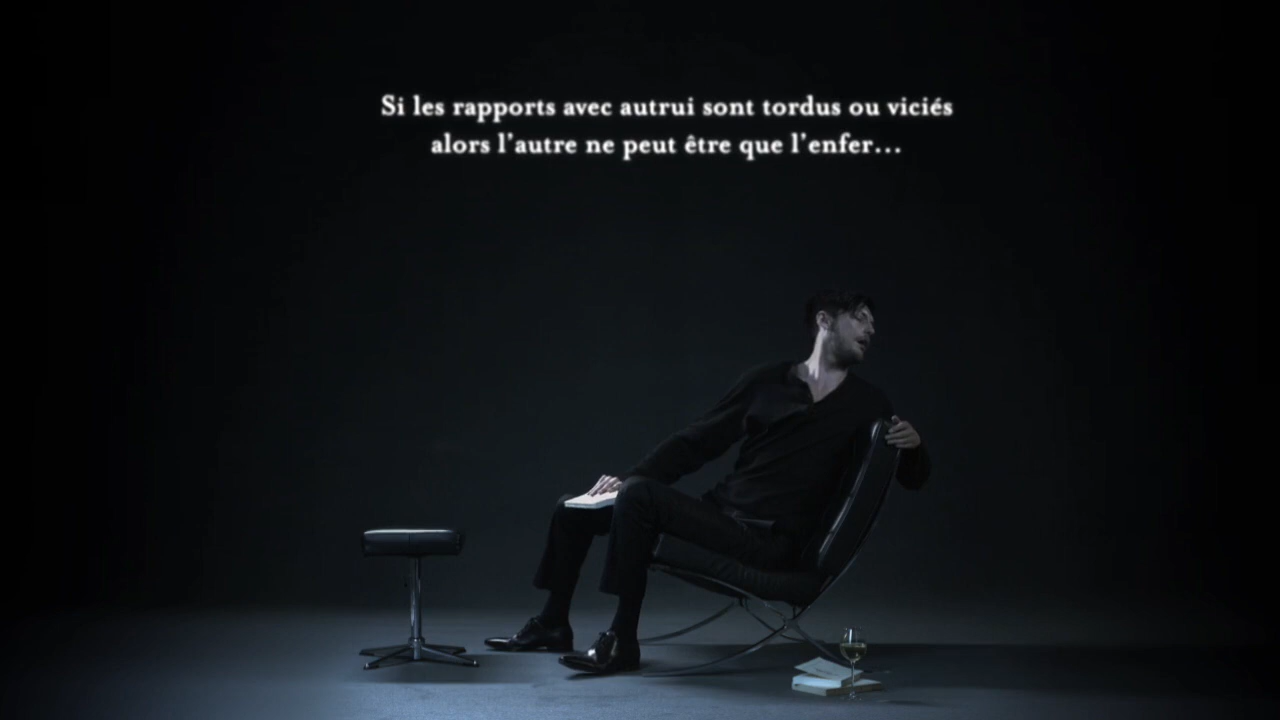 Si les rapports avec autrui sont tordus ou viciés
alors l’autre ne peut être que l’enfer…